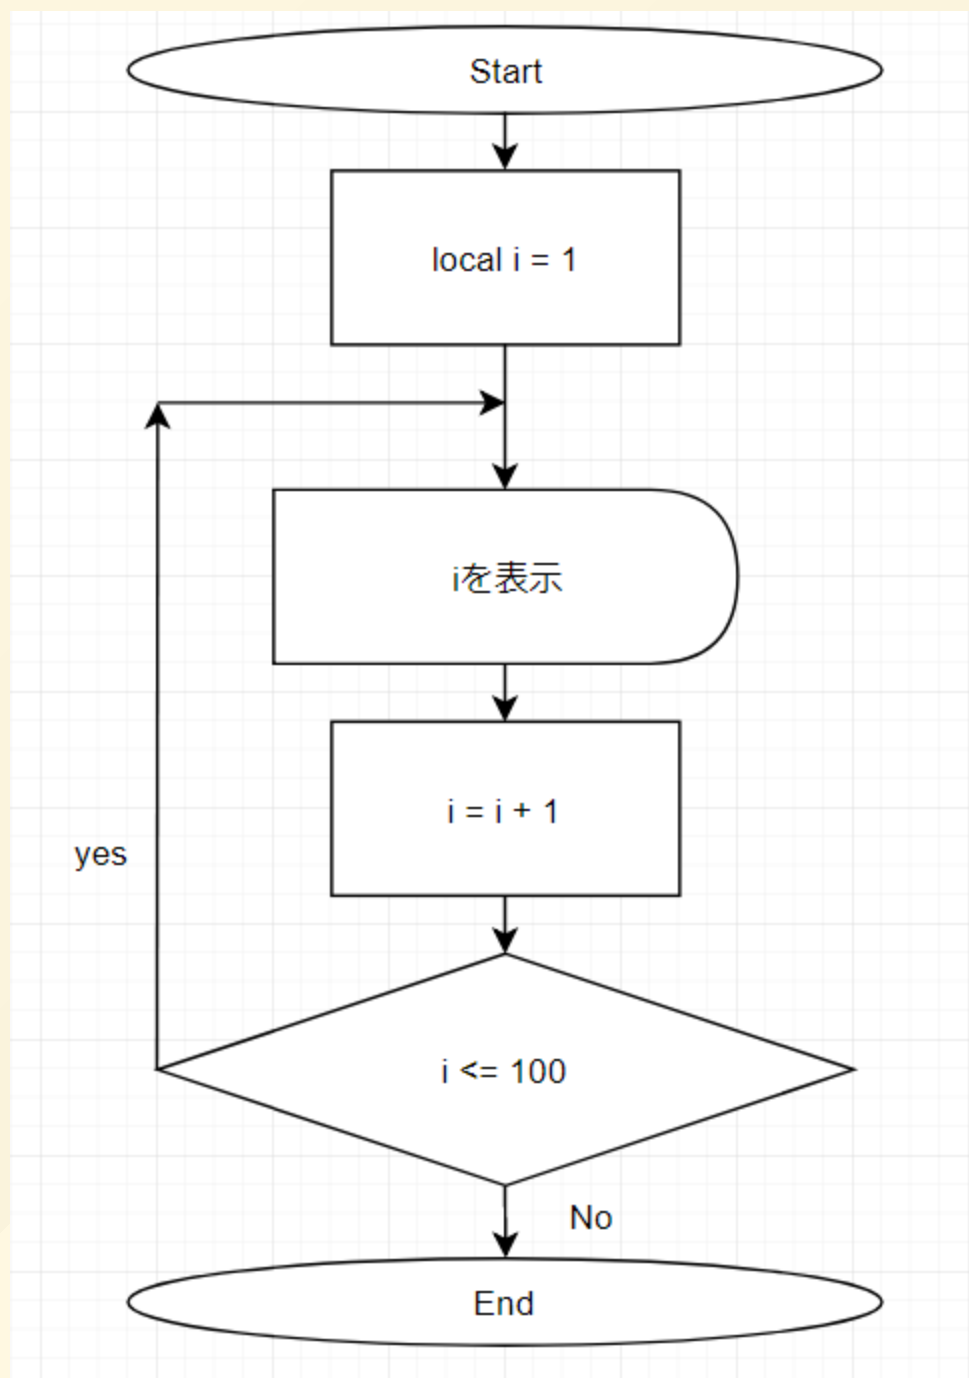 Start
local i = 1
iを表示
i = i + 1
yes
i <= 100
No
End